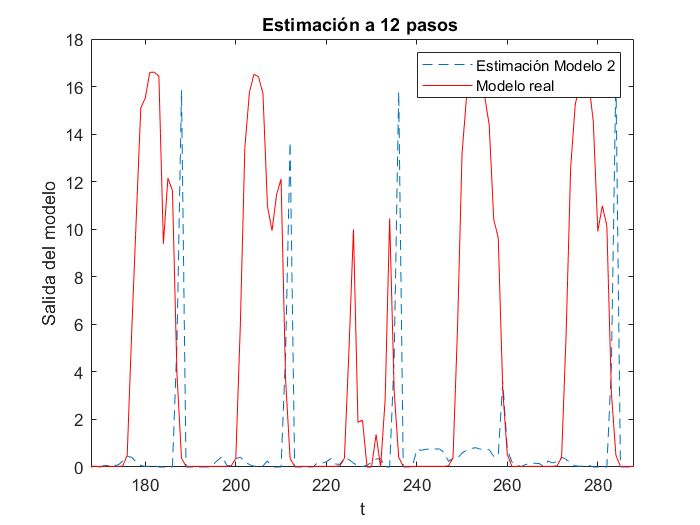 Estimación a 12 pasos
Estimación Modelo 2
Modelo real
Salida del modelo
18
16
14
12
10
8
6
4
2
0
180 200 220 240 260 280
t